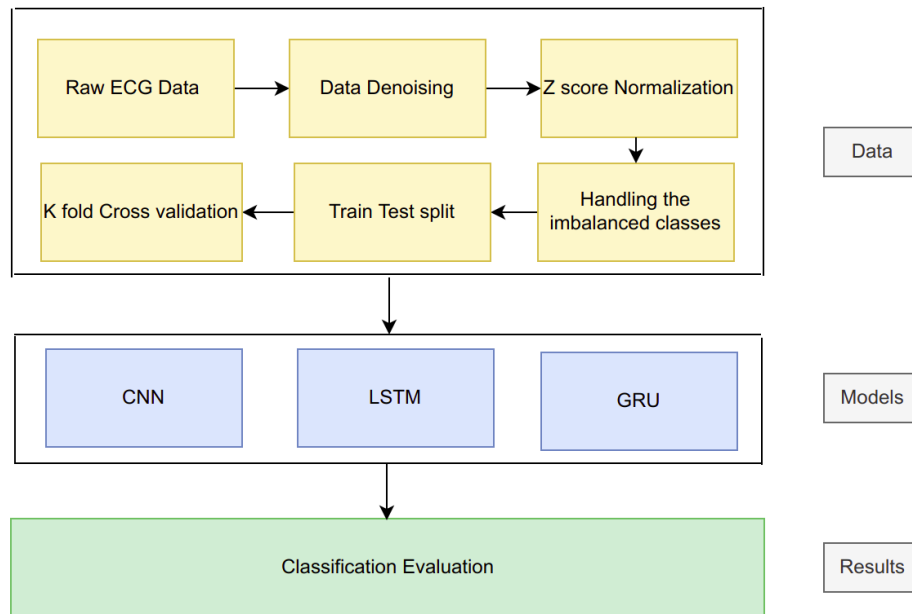 Raw ECG Data
Data Denoising
Z score Normalization
Data
K fold Cross validation
Train Test split
Handling the
imbalanced classes
CNN
LSTM
GRU
Models
Classification Evaluation
Results